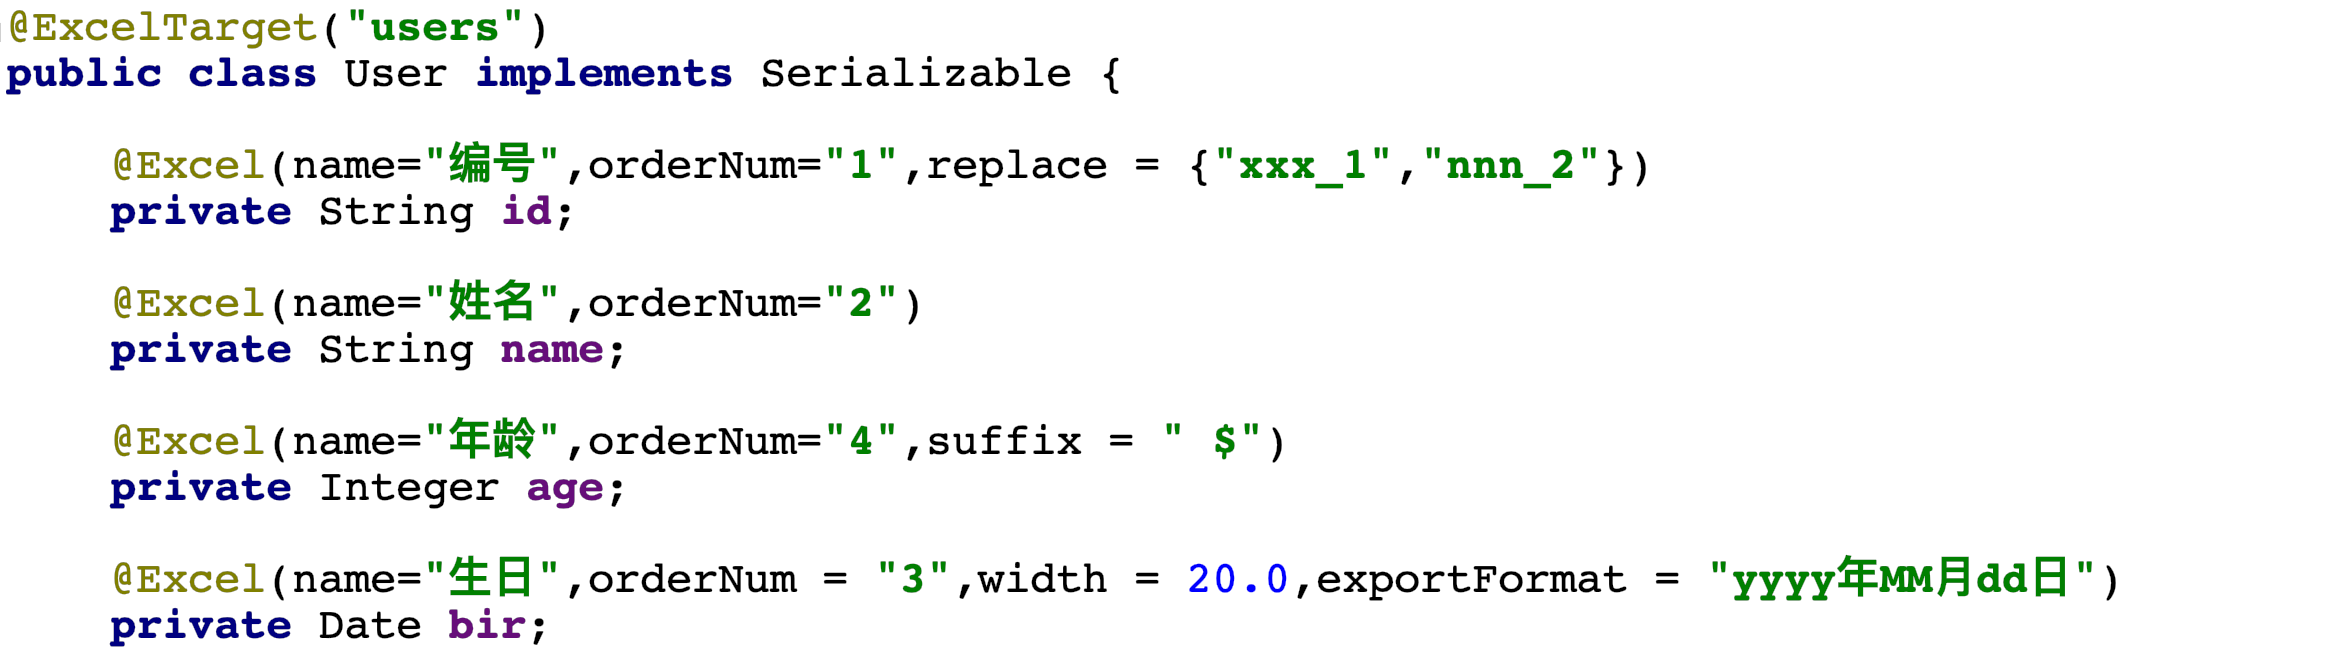 @ExcelTarget("users")
public class User implements Serializable {
@Excel(name="编号",orderNum="1",replace = {"xxx_1","nnn_2"})
private String id;
@Excel(name="姓名",orderNum="2")
private String name;
@Excel(name="年龄",orderNum="4",suffix = " $")
private Integer age;
@Excel(name="生日",orderNum = "3",width = 20.0,exportFormat = "yyyy年MM月dd日")
private Date bir;